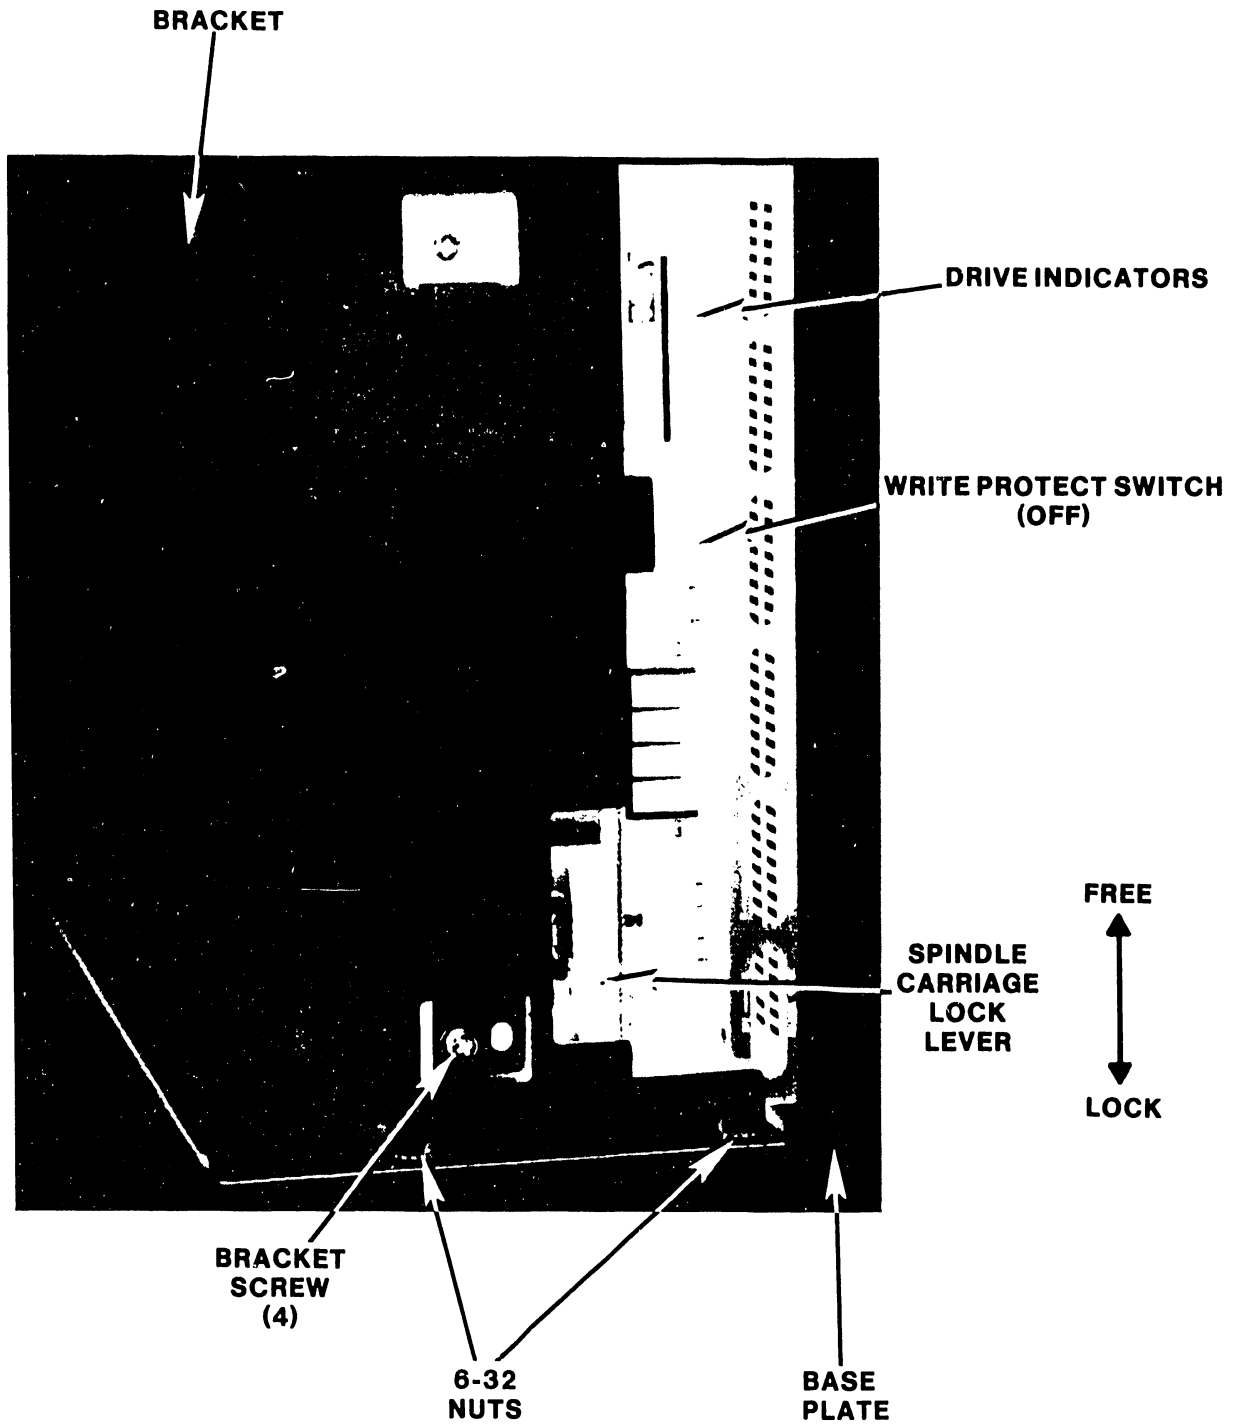 BRACKET
DRIVE INDICATORS
WRITE PROTECT SWITCH
(OFF)
FREE
SPINDLE
CARRIAGE
LOCK
LEVER
LOCK
BRACKET
SCREW
(4)
6-32
NUTS
BASE
PLATE